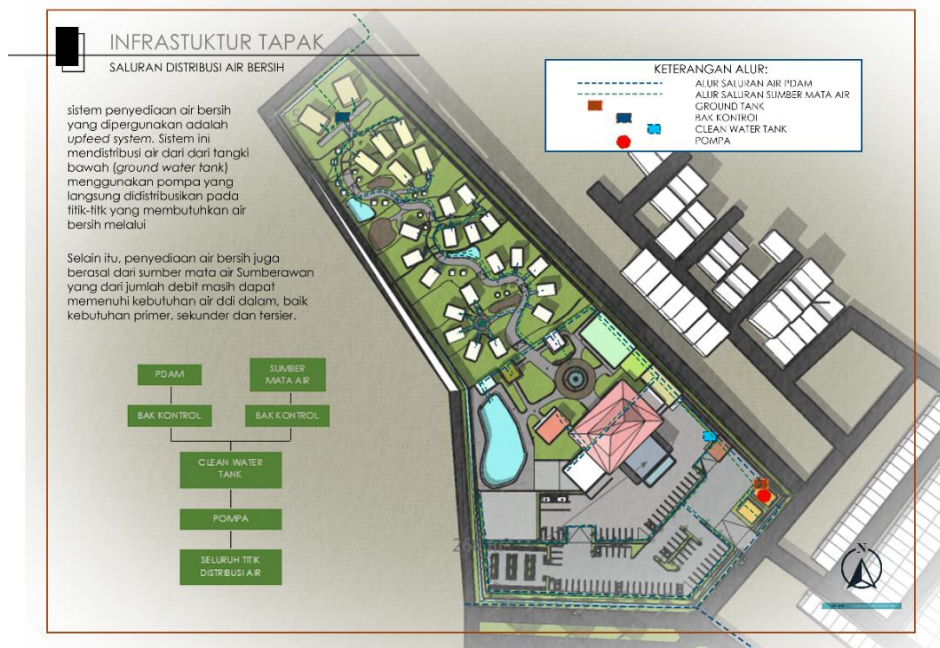 INFRASTUKTUR TAPAK
SALURAN DISTRIBUSI AIR BERSIH
sistem penyediaan air bersih
yang dipergunakan adalah
upfeed system. Sistem ini
mendistribusi air dari dari tangki
bawah (ground water tank)
menggunakan pompa yang
langsung didistribusikan pada
titik-titk yang membutuhkan air
bersih melalui
Selain itu, penyediaan air bersih juga
berasal dari sumber mata air Sumberawan
yang dari jumlah debit masih dapat
memenuhi kebutuhan air ddi dalam, baik
kebutuhan primer, sekunder dan tersier.
PDAM
SUMBER
MATA AIR
BAK KONTROL
BAK KONTROL
CLEAN WATER
TANK
POMPA
SELURUH TITIK
DISTRIBUSI AIR
KETERANGAN ALUR:
ALUR SALURAN AIR PDAM
ALUR SALURAN SUMBER MATA AIR
GROUND TANK
BAK KONTROl
CLEAN WATER TANK
POMPA
N